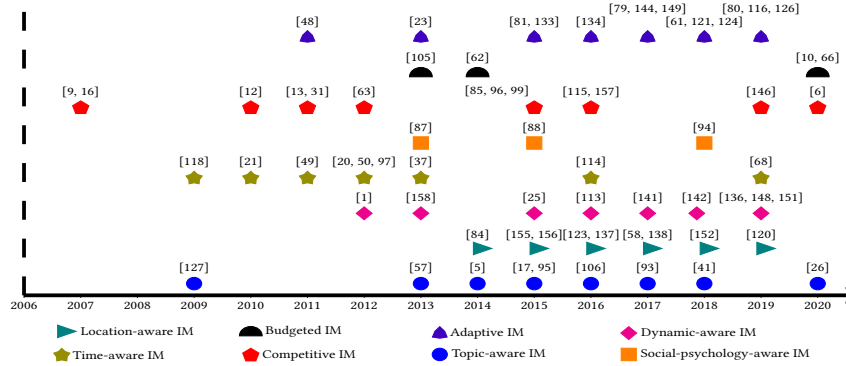 [79, 144, 149] [80, 116, 126]
[48] [23] [81, 133] [134] [61, 121, 124]
[105] [62] [10, 66]
[9, 16] [12] [13, 31] [63] [85, 96, 99] [115, 157] [146] [6]
[87] [88] [94]
[118] [21] [49] [20, 50, 97] [37] [114] [68]
[1] [158] [25] [113] [141] [142] [136, 148, 151]
[84] [155, 156] [123, 137] [58, 138] [152] [120]
[127] [57] [5] [17, 95] [106] [93] [41] [26]
2006 2007 2009 2010 2011 2012 2013 2014 2015 2016 2017 2018 2019 2020
Location-aware IM Budgeted IM Adaptive IM Dynamic-aware IM
Time-aware IM Competitive IM Topic-aware IM Social-psychology-aware IM